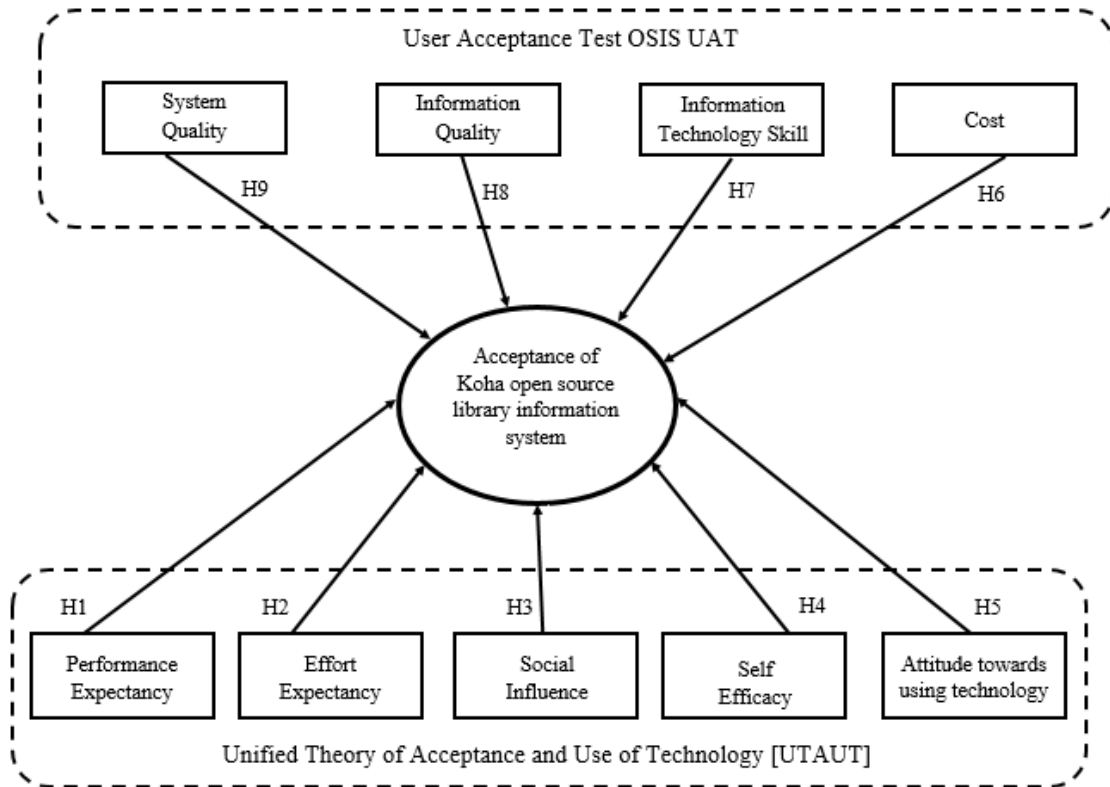 User Acceptance Test OSIS UAT
System
Quality
Information
Quality
Information
Technology Skill
Cost
H9
H8
H7
H6
Acceptance of
Koha open source
library information
system
H1
H2
H3
H4
H5
Performance
Expectancy
Effort
Expectancy
Social
Influence
Self
Efficacy
Attitude towards
using technology
Unified Theory of Acceptance and Use of Technology [UTAUT]